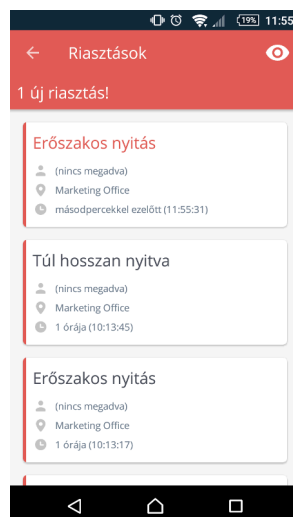 19% 11:55
Riasztások
1 új riasztás!
Erőszakos nyitás
(nincs megadva)
Marketing Office
másodpercekkel ezelőtt (11:55:31)
Túl hosszan nyitva
(nincs megadva)
Marketing Office
1 órája (10:13:45)
Erőszakos nyitás
(nincs megadva)
Marketing Office
1 órája (10:13:17)